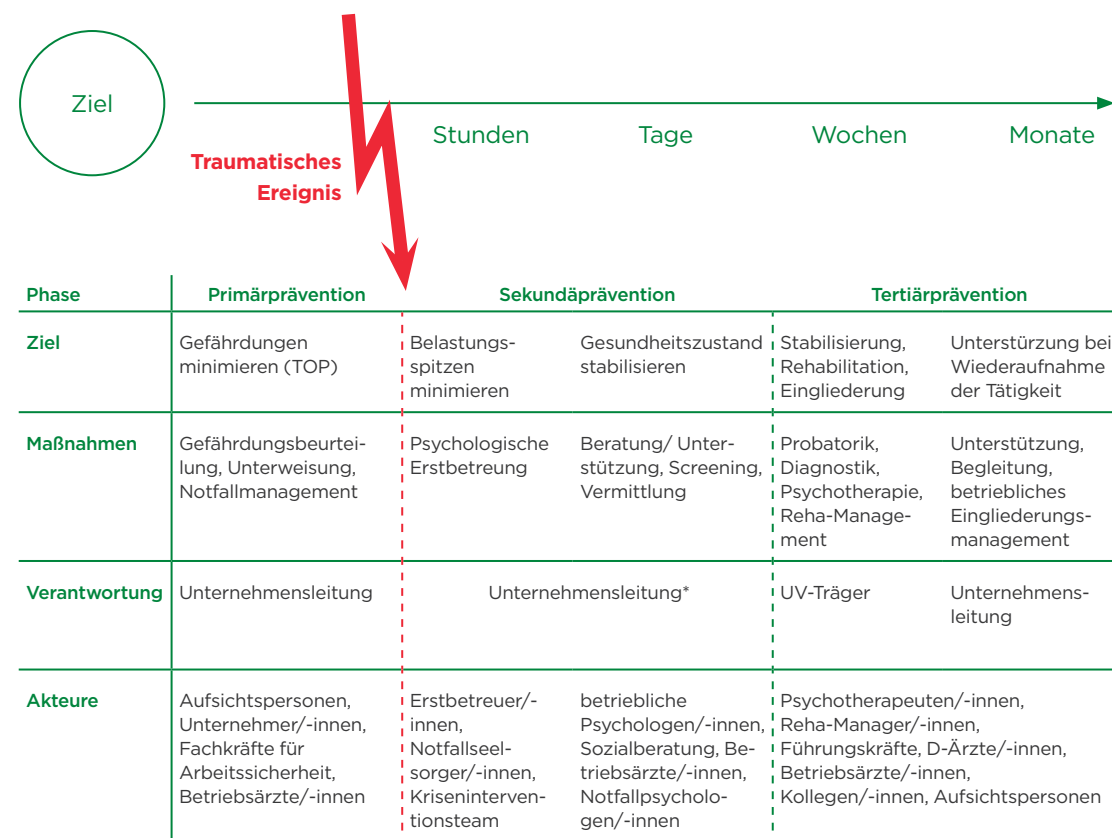 Ziel
Stunden
Tage
Wochen
Monate
Traumatisches
Ereignis
Phase
Primärprävention
Sekundäprävention
Tertiärprävention
Ziel
Gefährdungen
minimieren (TOP)
Belastungs-
spitzen
minimieren
Gesundheitszustand
stabilisieren
Stabilisierung,
Rehabilitation,
Eingliederung
Unterstürzung bei
Wiederaufnahme
der Tätigkeit
Maßnahmen
Gefährdungsbeurtei-
lung, Unterweisung,
Notfallmanagement
Psychologische
Erstbetreung
Beratung/ Unter-
stützung, Screening,
Vermittlung
Probatorik,
Diagnostik,
Psychotherapie,
Reha-Manage-
ment
Unterstützung,
Begleitung,
betriebliches
Eingliederungs-
management
Verantwortung
Unternehmensleitung
Unternehmensleitung*
UV-Träger
Unternehmens-
leitung
Akteure
Aufsichtspersonen,
Unternehmer/-innen,
Fachkräfte für
Arbeitssicherheit,
Betriebsärzte/-innen
Erstbetreuer/-
innen,
Notfallseel-
sorger/-innen,
Kriseninterven-
tionsteam
betriebliche
Psychologen/-innen,
Sozialberatung, Be-
triebsärzte/-innen,
Notfallpsycholo-
gen/-innen
Psychotherapeuten/-innen,
Reha-Manager/-innen,
Führungskräfte, D-Ärzte/-innen,
Betriebsärzte/-innen,
Kollegen/-innen, Aufsichtspersonen